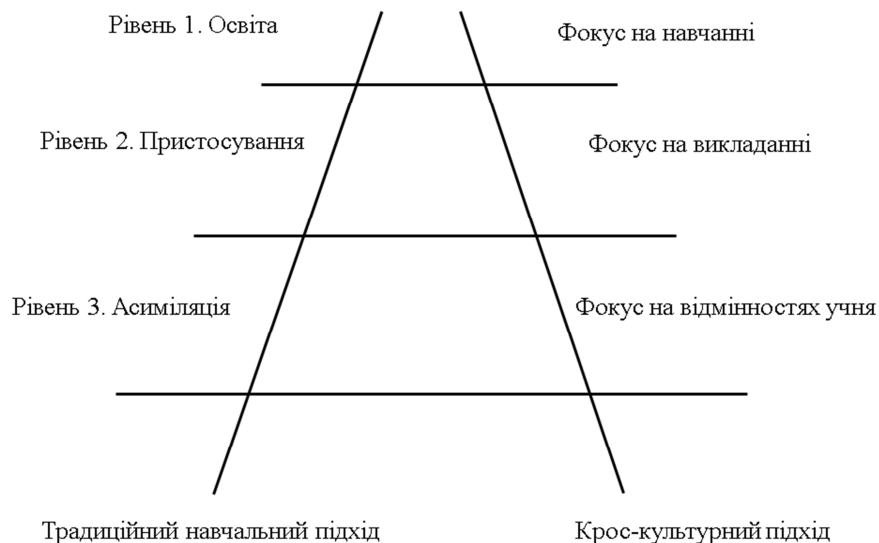 Рівень 1. Освіта
Фокус на навчанні
Рівень 2. Пристосування
Фокус на викладанні
Рівень 3. Асиміляція
Фокус на відмінностях учня
Традиційний навчальний підхід
Крос-культурний підхід